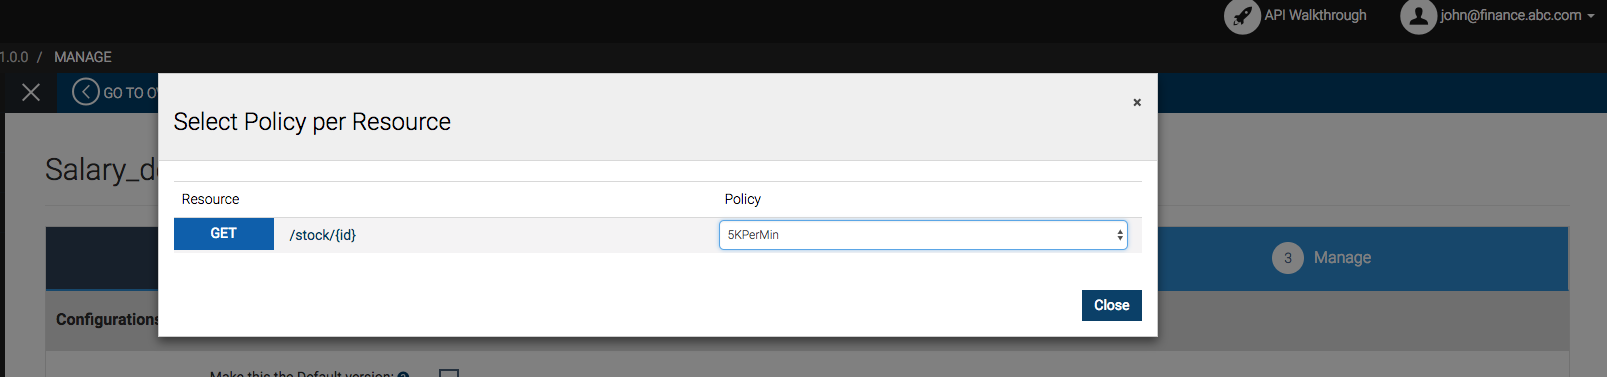 API Walkthrough
john@finance.abc.com
1.0.0 / MANAGE
GO TO
Select Policy per Resource
×
Salary_d
Resource Policy
GET /stock/{id} 5KPerMin
3 Manage
Close
Configurations
Make this the Default version: